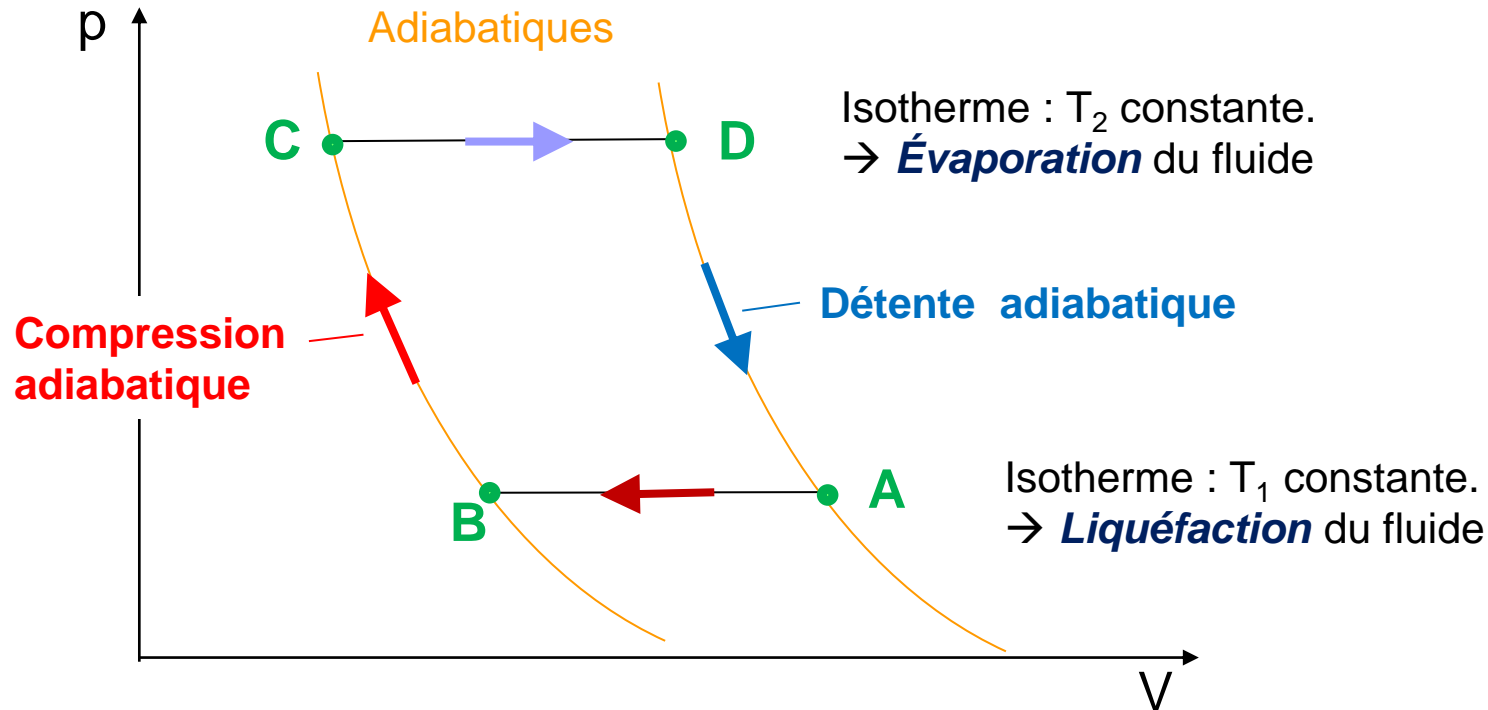 p
Adiabatiques
C
D
Isotherme : T₂ constante.
→ Évaporation du fluide
Compression
adiabatique
Détente adiabatique
B
A
Isotherme : T₁ constante.
→ Liquéfaction du fluide
V